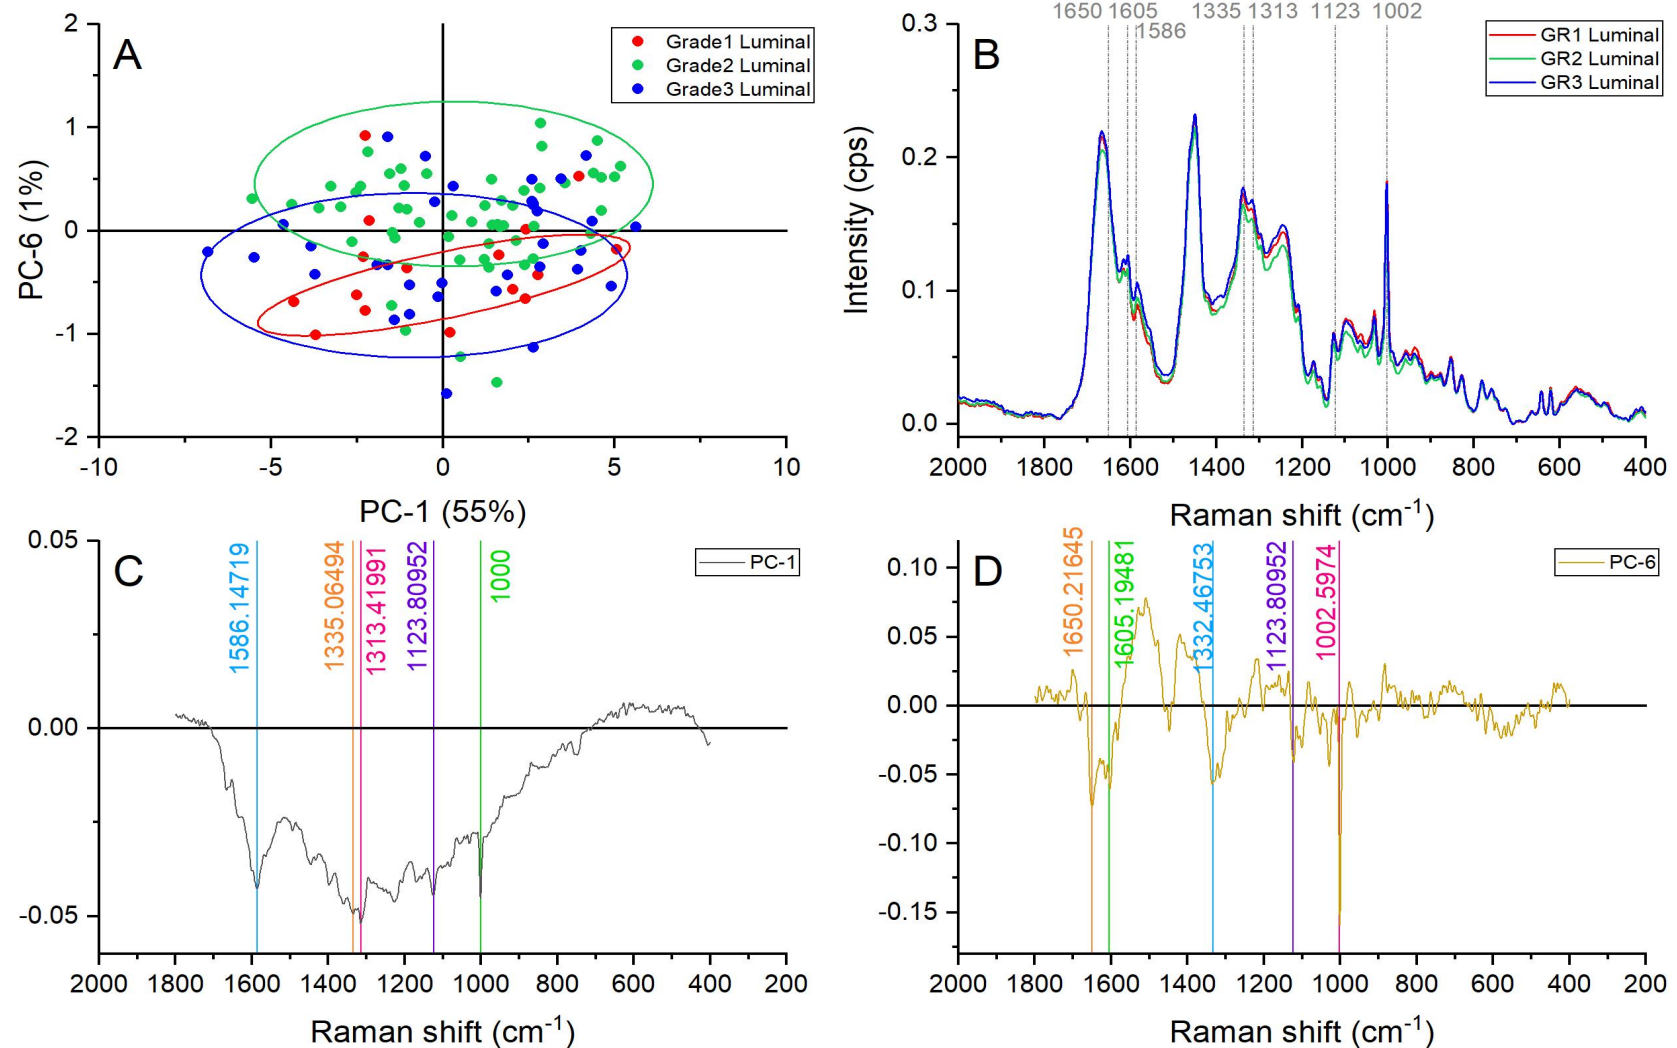 A
Grade1 Luminal
Grade2 Luminal
Grade3 Luminal
2
1
0
-1
-2
PC-6 (1%)
-10 -5 0 5 10
PC-1 (55%)
1650 1605 1335 1313 1123 1002
1586
B
GR1 Luminal
GR2 Luminal
GR3 Luminal
0.3
0.2
0.1
0.0
Intensity (cps)
2000 1800 1600 1400 1200 1000 800 600 400
Raman shift (cm⁻¹)
C
PC-1
1586.14719
1335.06494
1313.41991
1123.80952
1000
0.05
0.00
-0.05
2000 1800 1600 1400 1200 1000 800 600 400 200
Raman shift (cm⁻¹)
D
PC-6
1650.21645
1605.19481
1332.46753
1123.80952
1002.5974
0.10
0.05
0.00
-0.05
-0.10
-0.15
2000 1800 1600 1400 1200 1000 800 600 400 200
Raman shift (cm⁻¹)